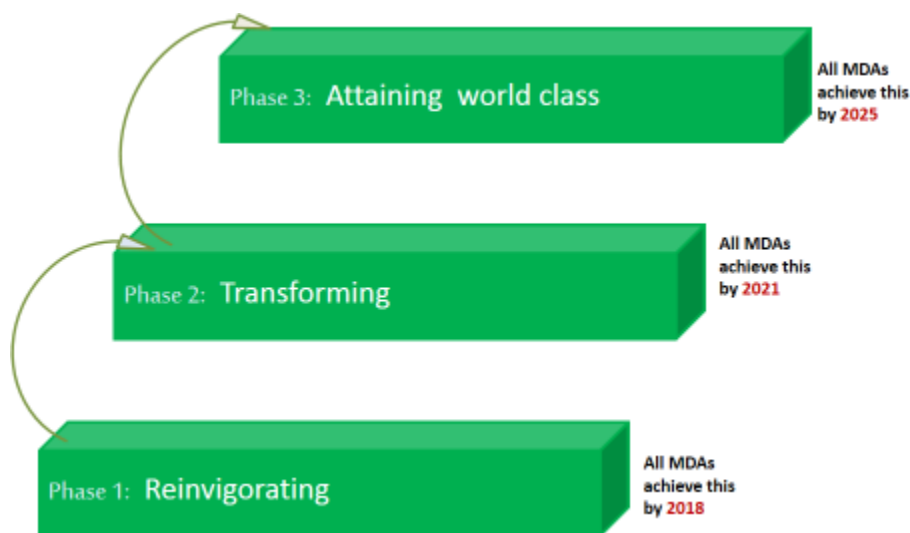 Phase 3: Attaining world class
All MDAs
achieve this
by 2025
Phase 2: Transforming
All MDAs
achieve this
by 2021
Phase 1: Reinvigorating
All MDAs
achieve this
by 2018